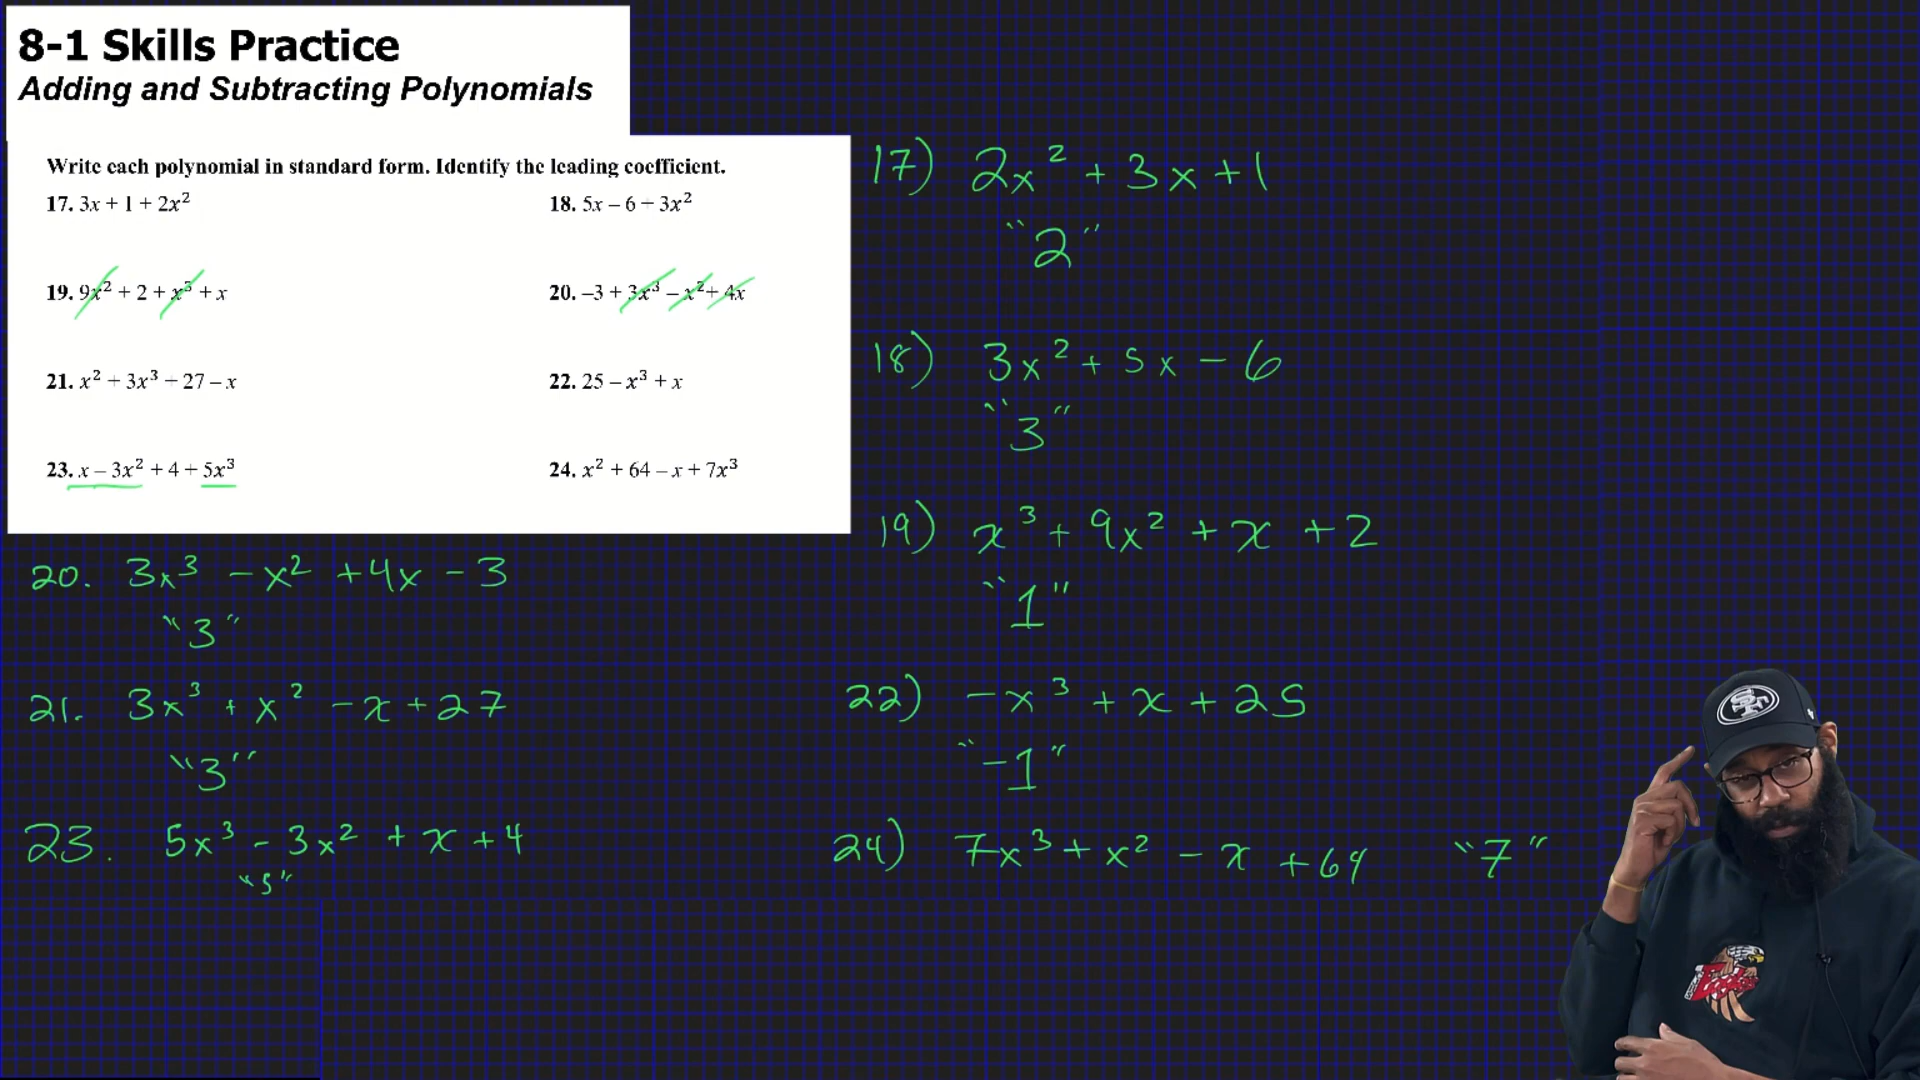 8-1 Skills Practice
Adding and Subtracting Polynomials
Write each polynomial in standard form. Identify the leading coefficient.
17. 3x + 1 + 2x²
18. 5x – 6 + 3x²
19. 9x² + 2 + x³ + x
20. –3 + 3x³ – x² + 4x
21. x² + 3x³ + 27 – x
22. 25 – x³ + x
23. x – 3x² + 4 + 5x³
24. x² + 64 – x + 7x³
17) 2x² + 3x + 1
"2"
18) 3x² + 5x - 6
"3"
19) x³ + 9x² + x + 2
"1"
20. 3x³ - x² + 4x - 3
"3"
21. 3x³ + x² - x + 27
"3"
22) -x³ + x + 25
"-1"
23. 5x³ - 3x² + x + 4
"5"
24) 7x³ + x² - x + 64 "7"
SF